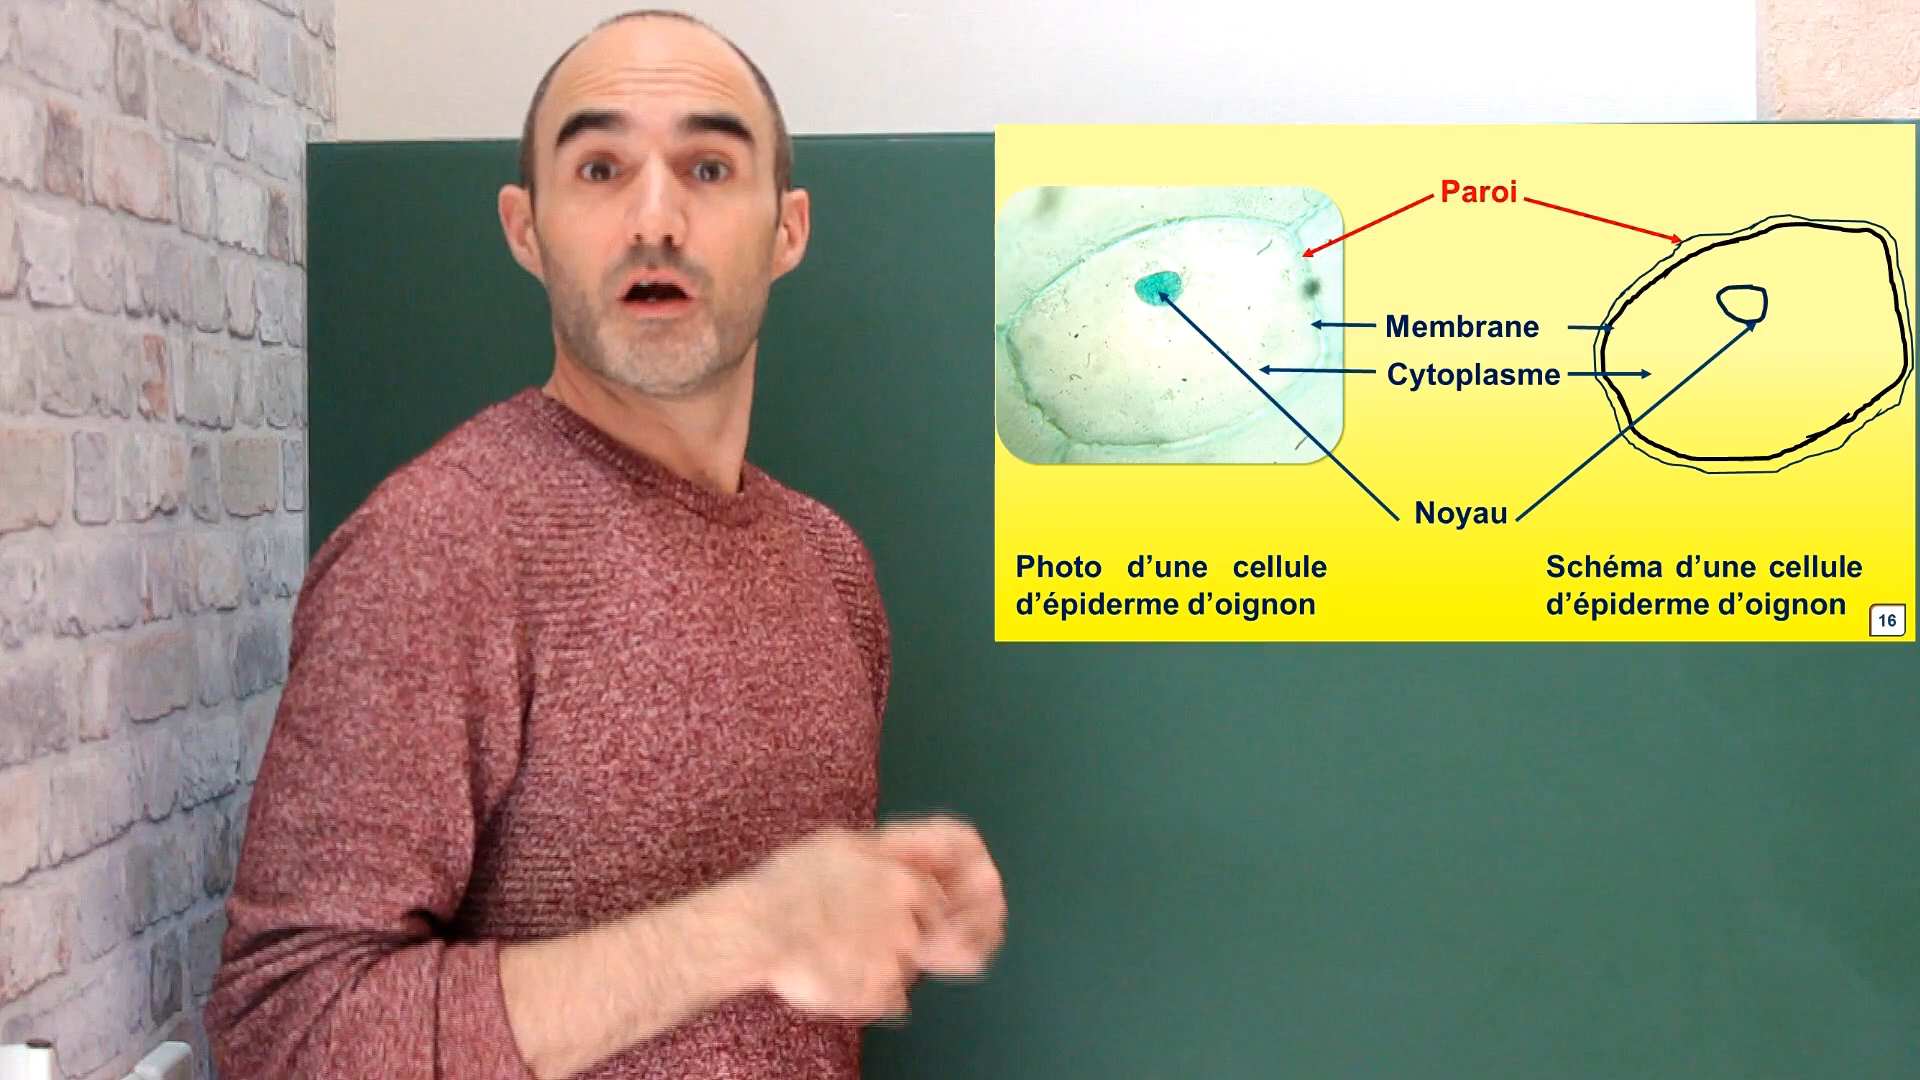 Paroi
Membrane
Cytoplasme
Noyau
Photo d’une cellule
d’épiderme d’oignon
Schéma d’une cellule
d’épiderme d’oignon
16